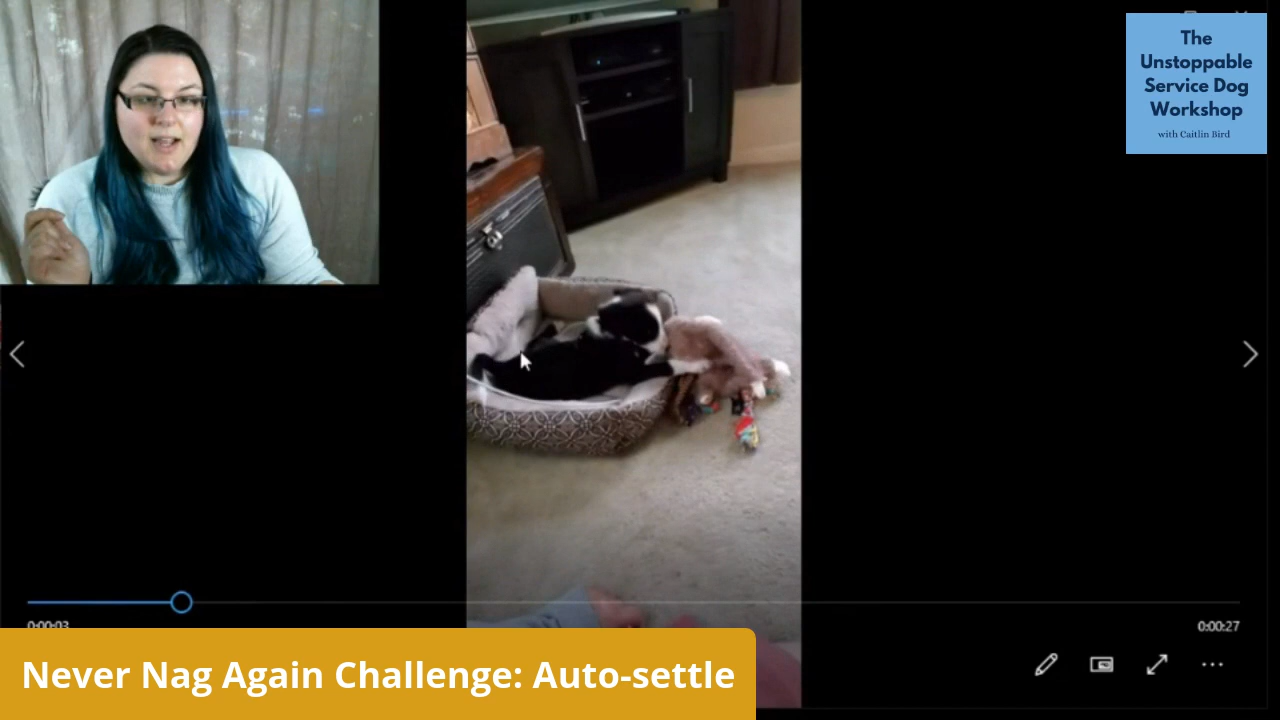 The
Unstoppable
Service Dog
Workshop
with Caitlin Bird
0:00:03
0:00:27
Never Nag Again Challenge: Auto-settle